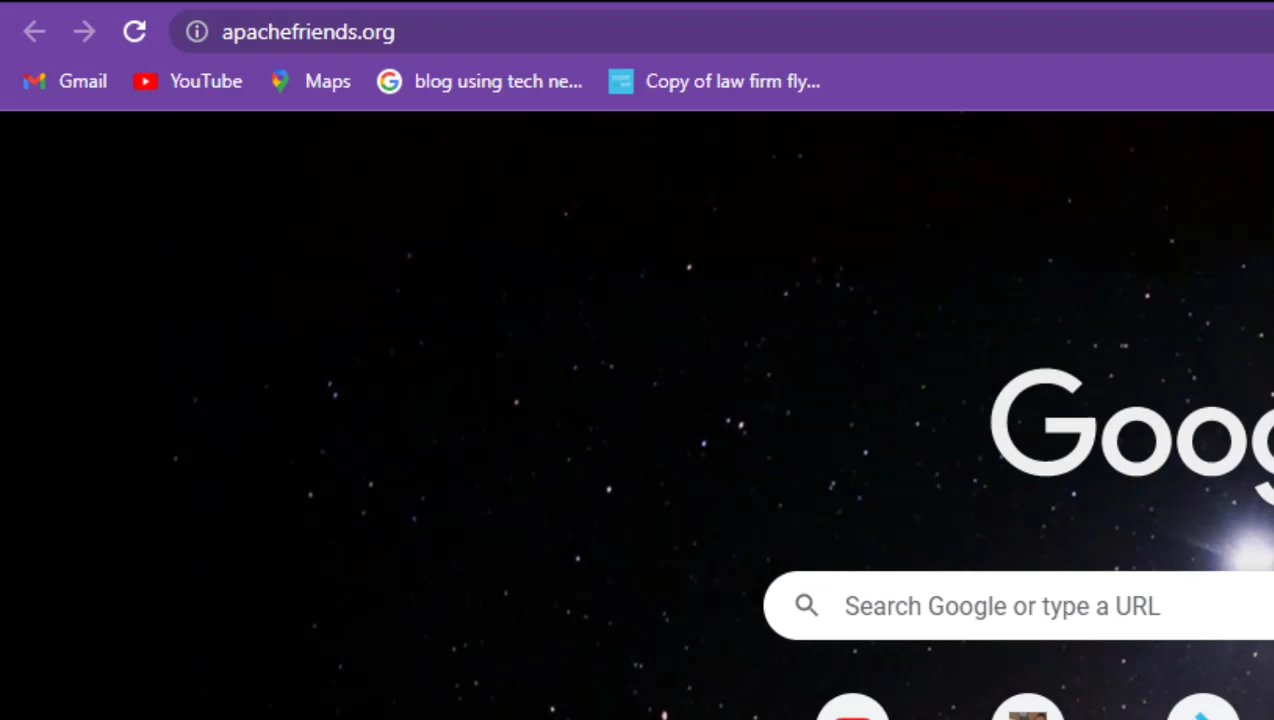 apachefriends.org
Gmail YouTube Maps blog using tech ne... Copy of law firm fly...
Goog
Search Google or type a URL